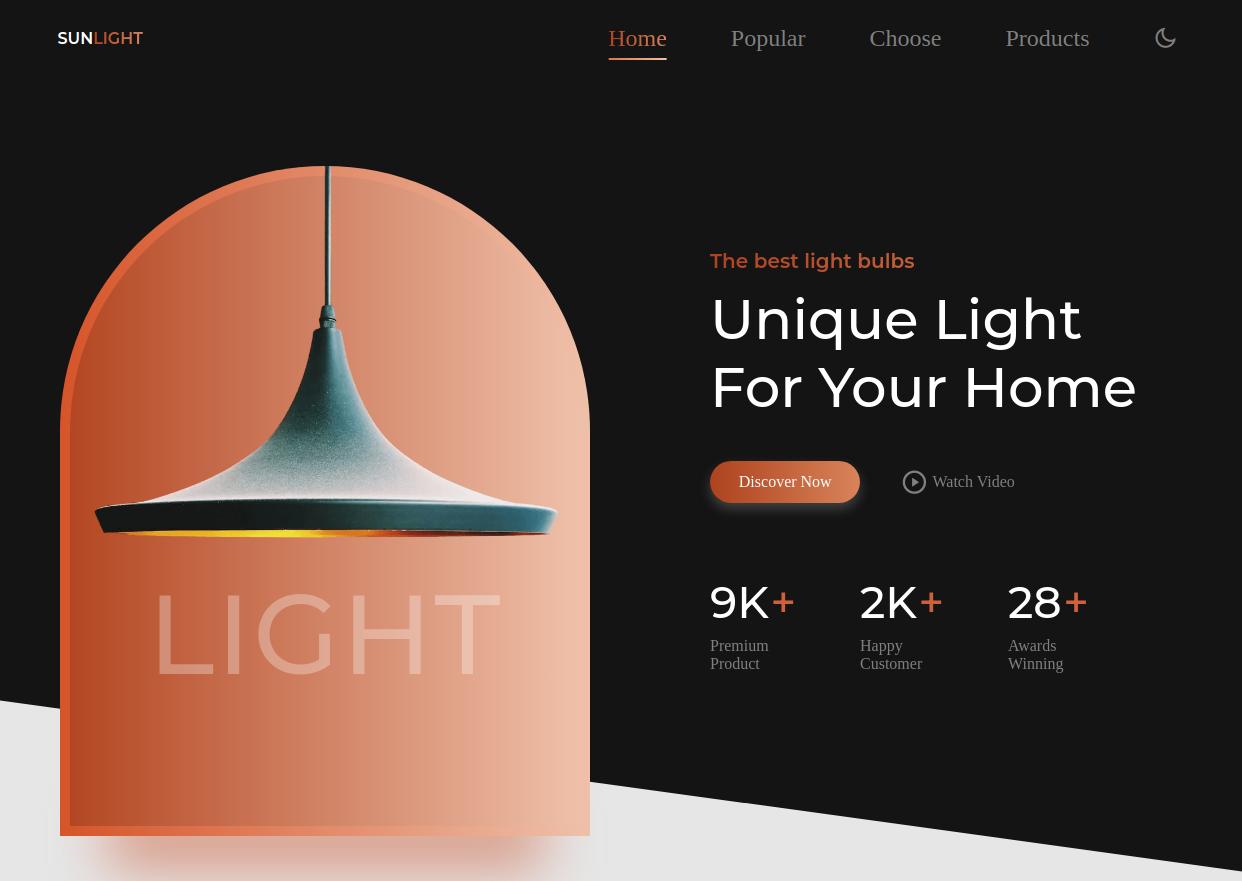 SUNLIGHT
Home
Popular
Choose
Products
The best light bulbs
Unique Light
For Your Home
Discover Now
Watch Video
LIGHT
9K+
Premium
Product
2K+
Happy
Customer
28+
Awards
Winning